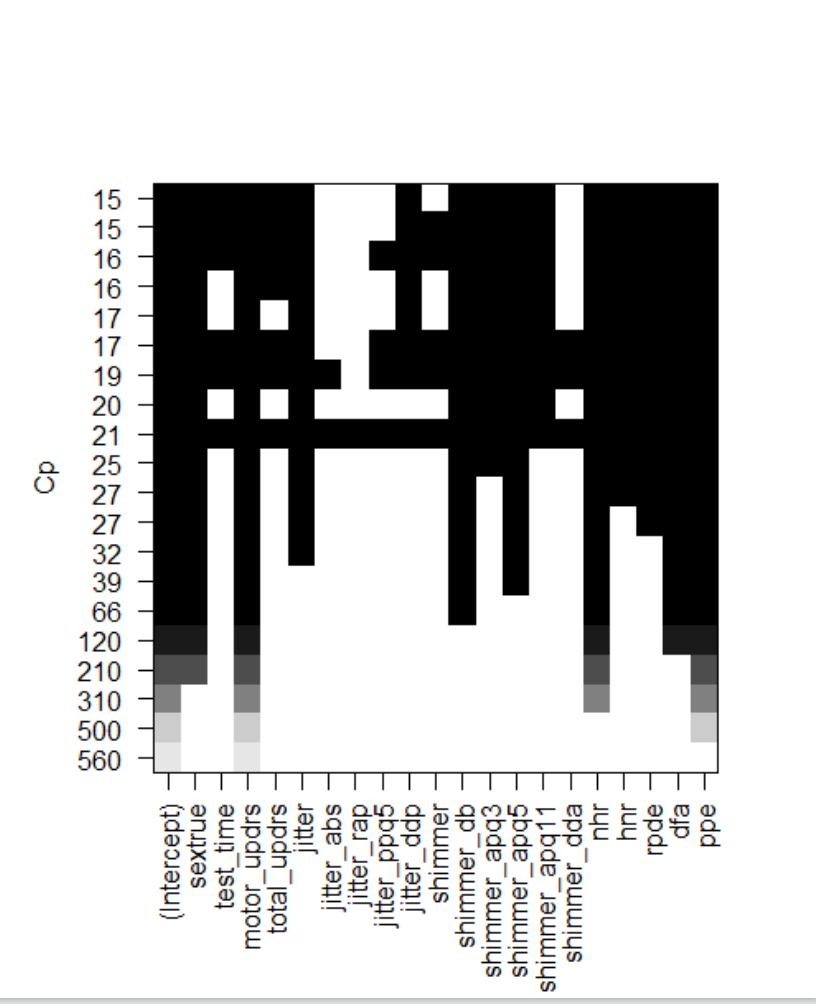 15
15
16
16
17
17
19
20
21
25
27
27
32
39
66
120
210
310
500
560
Cp
(Intercept)
sextrue
test_time
motor_updrs
total_updrs
jitter
jitter_abs
jitter_rap
jitter_ppq5
jitter_ddp
shimmer
shimmer_db
shimmer_apq3
shimmer_apq5
shimmer_apq11
shimmer_dda
nhr
hnr
rpde
dfa
ppe